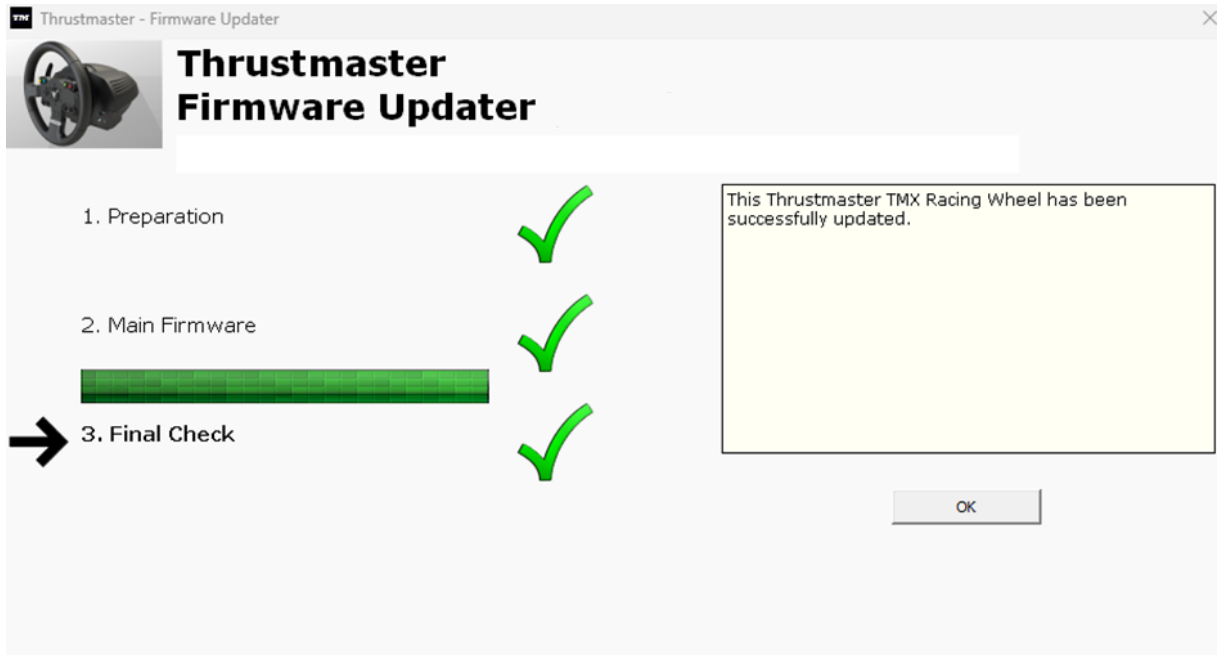 TM Thrustmaster - Firmware Updater
Thrustmaster
Firmware Updater
1. Preparation
This Thrustmaster TMX Racing Wheel has been
successfully updated.
2. Main Firmware
3. Final Check
OK